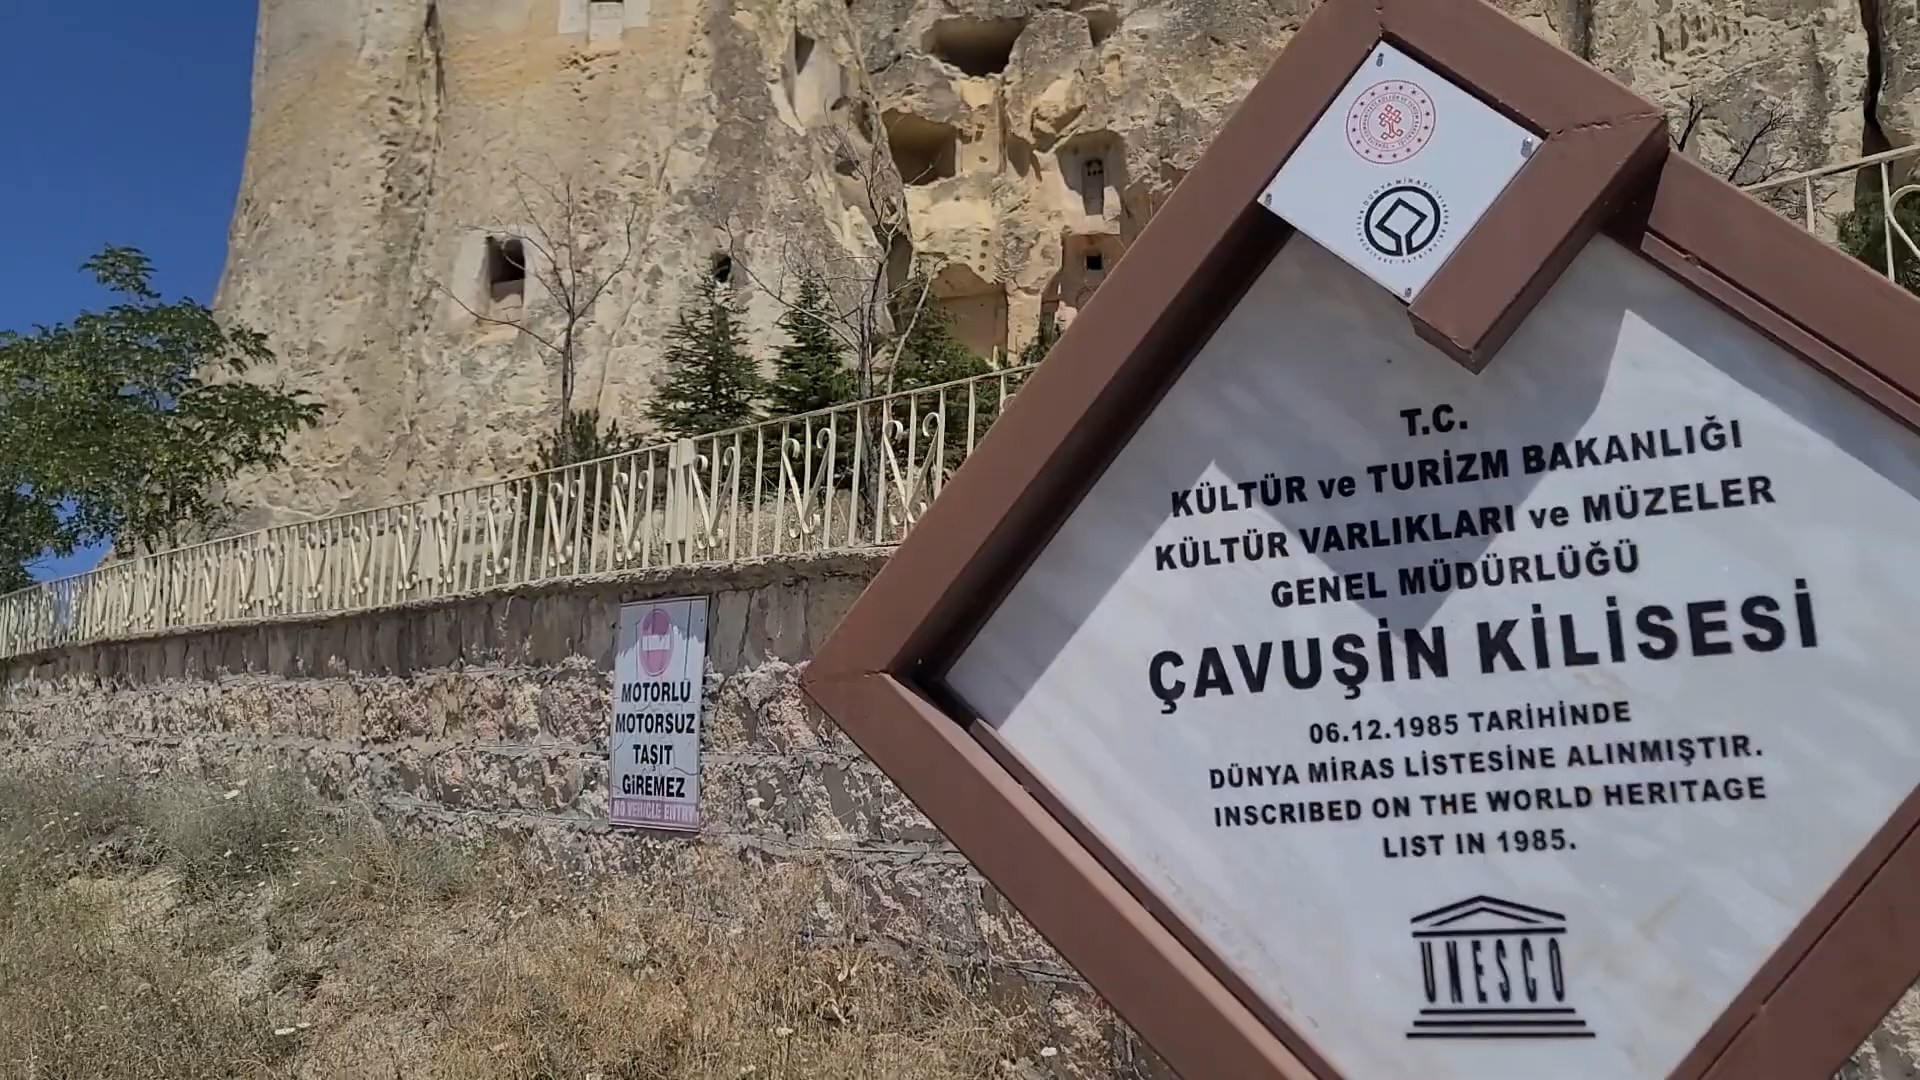 T.C.
KÜLTÜR ve TURİZM BAKANLIĞI
KÜLTÜR VARLIKLARI ve MÜZELER
GENEL MÜDÜRLÜĞÜ
ÇAVUŞİN KİLİSESİ
06.12.1985 TARİHİNDE
DÜNYA MİRAS LİSTESİNE ALINMIŞTIR.
INSCRIBED ON THE WORLD HERITAGE
LIST IN 1985.
UNESCO
MOTORLÜ
MOTORSUZ
TAŞIT
GİREMEZ
NO VEHICLE ENTRY